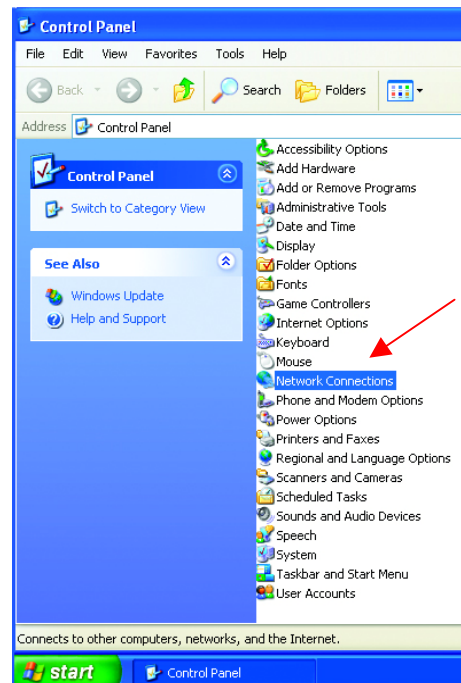 Control Panel
File Edit View Favorites Tools Help
Back Search Folders
Address Control Panel
Control Panel
Switch to Category View
See Also
Windows Update
Help and Support
Accessibility Options
Add Hardware
Add or Remove Programs
Administrative Tools
Date and Time
Display
Folder Options
Fonts
Game Controllers
Internet Options
Keyboard
Mouse
Network Connections
Phone and Modem Options
Power Options
Printers and Faxes
Regional and Language Options
Scanners and Cameras
Scheduled Tasks
Sounds and Audio Devices
Speech
System
Taskbar and Start Menu
User Accounts
Connects to other computers, networks, and the Internet.
start Control Panel